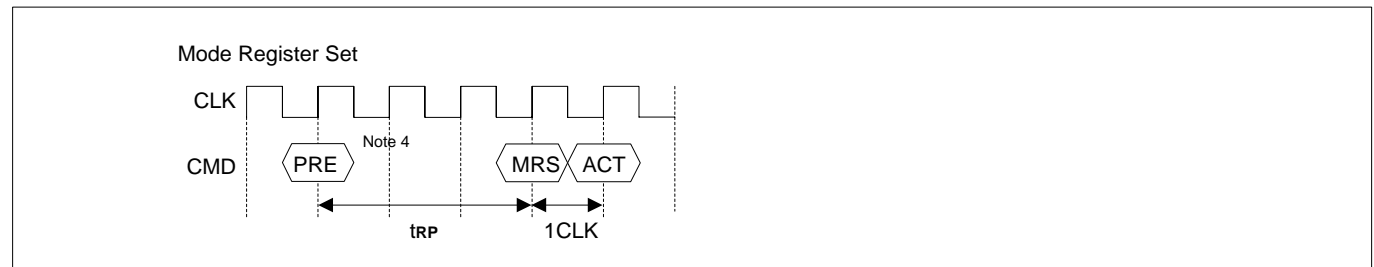 Mode Register Set
CLK
Note 4
CMD PRE MRS ACT
tRP 1CLK